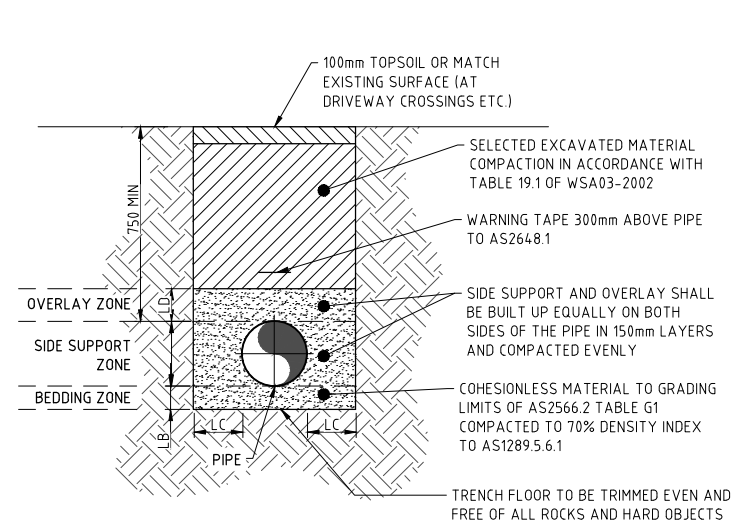 100mm TOPSOIL OR MATCH
EXISTING SURFACE (AT
DRIVEWAY CROSSINGS ETC.)
SELECTED EXCAVATED MATERIAL
COMPACTION IN ACCORDANCE WITH
TABLE 19.1 OF WSA03-2002
750 MIN
WARNING TAPE 300mm ABOVE PIPE
TO AS2648.1
OVERLAY ZONE
LD
SIDE SUPPORT AND OVERLAY SHALL
BE BUILT UP EQUALLY ON BOTH
SIDES OF THE PIPE IN 150mm LAYERS
AND COMPACTED EVENLY
SIDE SUPPORT
ZONE
BEDDING ZONE
COHESIONLESS MATERIAL TO GRADING
LIMITS OF AS2566.2 TABLE G1
COMPACTED TO 70% DENSITY INDEX
TO AS1289.5.6.1
LB
LC
LC
PIPE
TRENCH FLOOR TO BE TRIMMED EVEN AND
FREE OF ALL ROCKS AND HARD OBJECTS